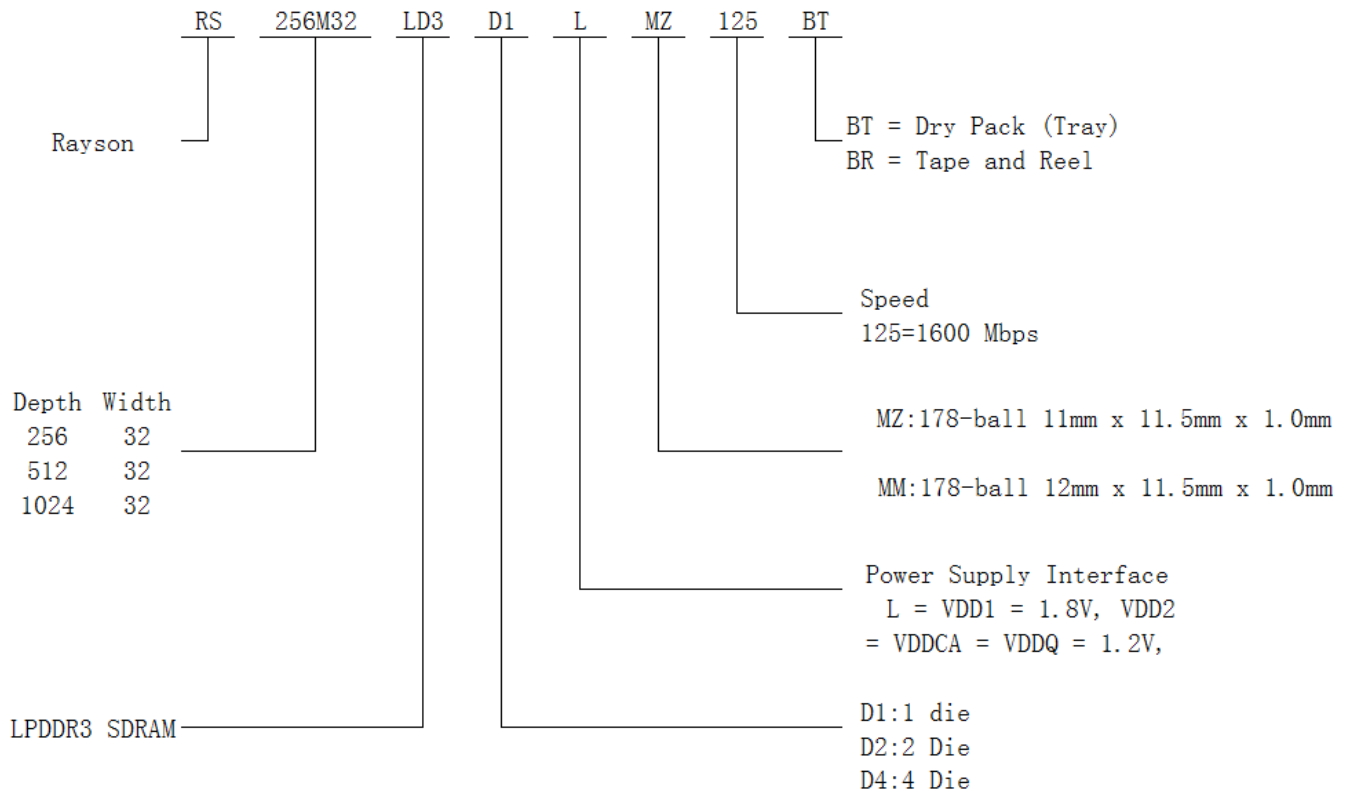 RS 256M32 LD3 D1 L MZ 125 BT
Rayson
BT = Dry Pack (Tray)
BR = Tape and Reel
Speed
125=1600 Mbps
Depth Width
256 32
512 32
1024 32
MZ:178-ball 11mm x 11.5mm x 1.0mm
MM:178-ball 12mm x 11.5mm x 1.0mm
Power Supply Interface
L = VDD1 = 1.8V, VDD2
= VDDCA = VDDQ = 1.2V,
LPDDR3 SDRAM
D1:1 die
D2:2 Die
D4:4 Die